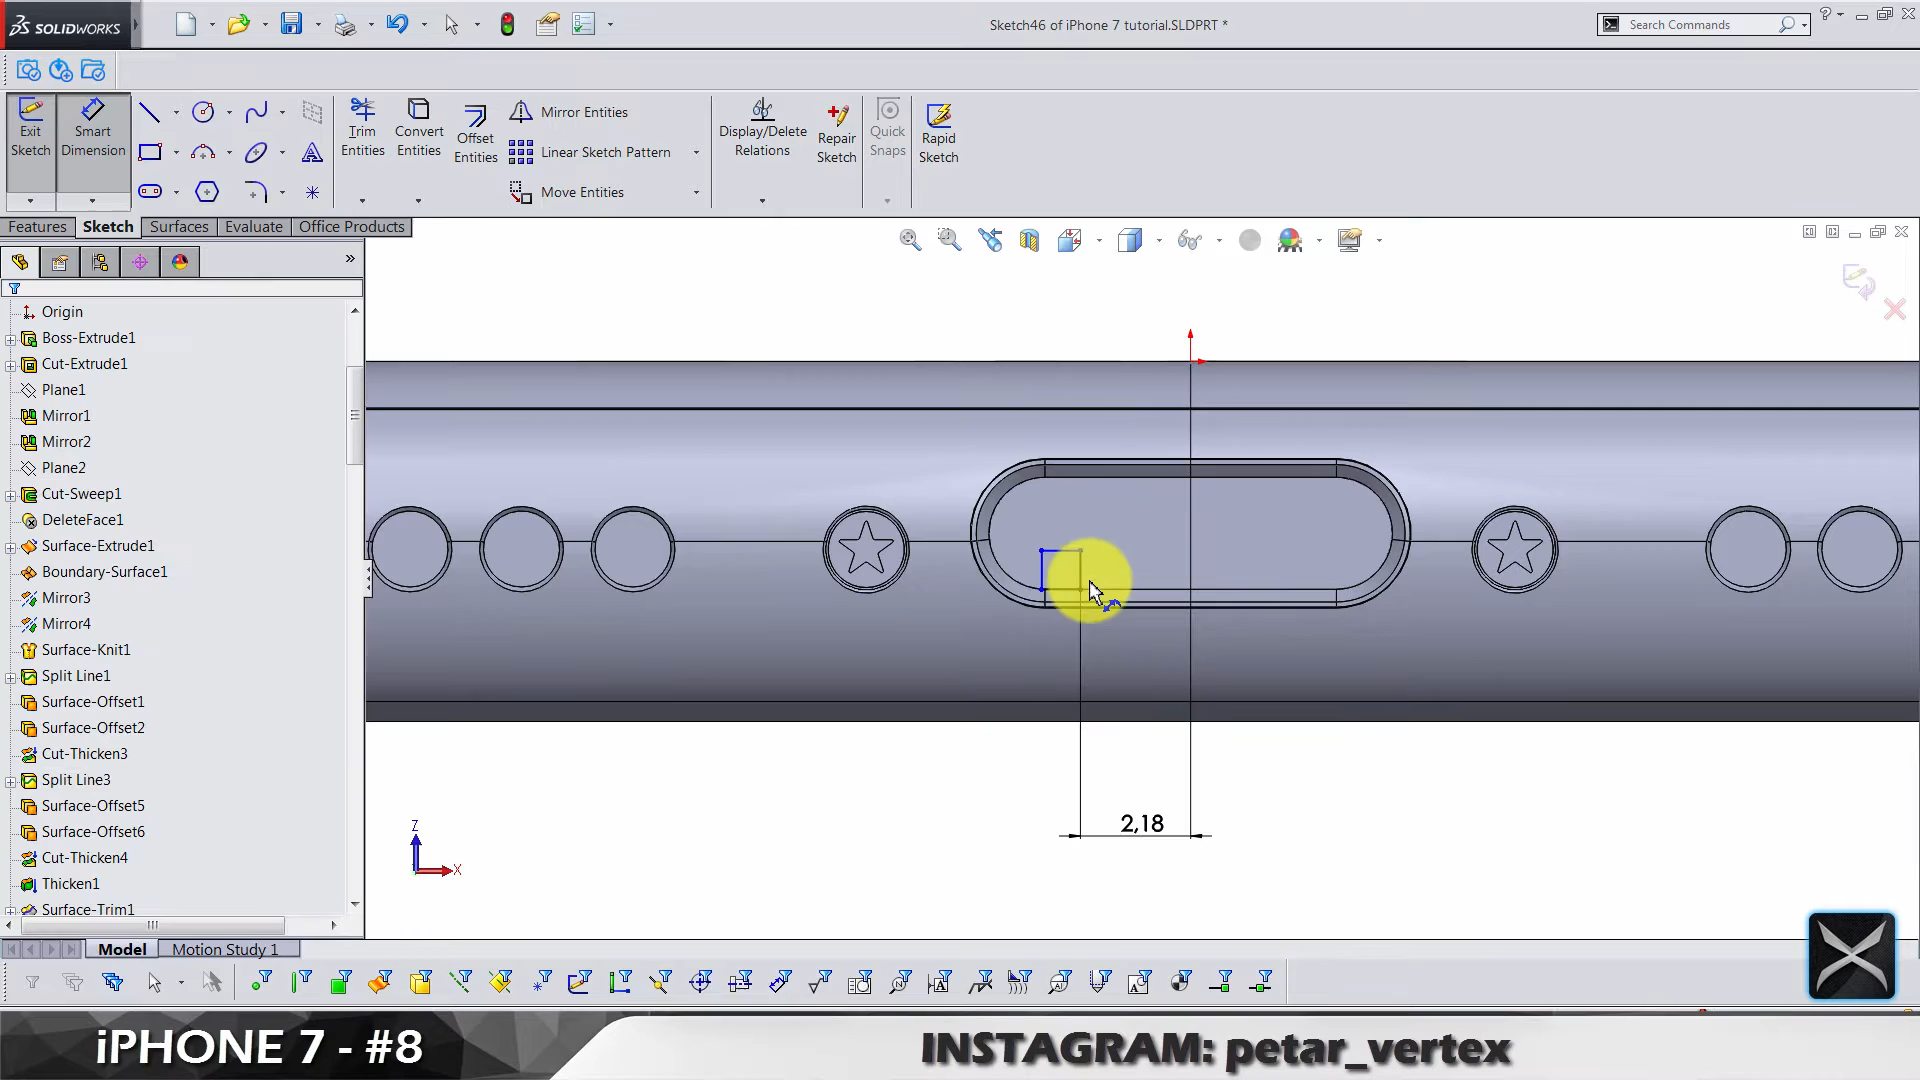 SOLIDWORKS
Sketch46 of iPhone 7 tutorial.SLDPRT *
Search Commands
Exit Sketch
Smart Dimension
Trim Entities
Convert Entities
Offset Entities
Mirror Entities
Linear Sketch Pattern
Move Entities
Display/Delete Relations
Repair Sketch
Quick Snaps
Rapid Sketch
Features
Sketch
Surfaces
Evaluate
Office Products
Origin
Boss-Extrude1
Cut-Extrude1
Plane1
Mirror1
Mirror2
Plane2
Cut-Sweep1
DeleteFace1
Surface-Extrude1
Boundary-Surface1
Mirror3
Mirror4
Surface-Knit1
Split Line1
Surface-Offset1
Surface-Offset2
Cut-Thicken3
Split Line3
Surface-Offset5
Surface-Offset6
Cut-Thicken4
Thicken1
Surface-Trim1
2,18
Z
X
Model
Motion Study 1
iPHONE 7 - #8
INSTAGRAM: petar_vertex